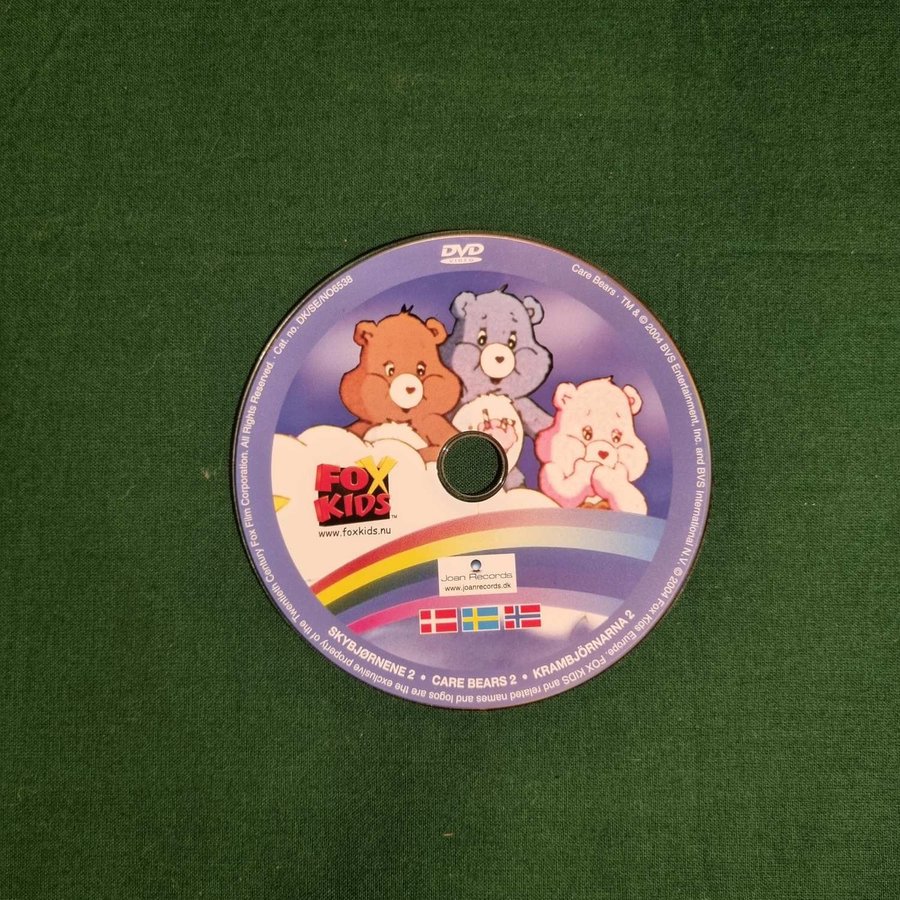 DVD
VIDEO
Care Bears · TM & © 2004 BVS Entertainment, Inc. and BVS International N.V. © 2004 Fox Kids Europe. FOX KIDS and related names and logos are the exclusive property of the Twentieth Century Fox Film Corporation. All Rights Reserved. · Cat. no. DK/SE/NO6538
FOX
KIDS™
www.foxkids.nu
Joan Records
www.joanrecords.dk
SKYBJØRNENE 2 • CARE BEARS 2 • KRAMBJÖRNARNA 2